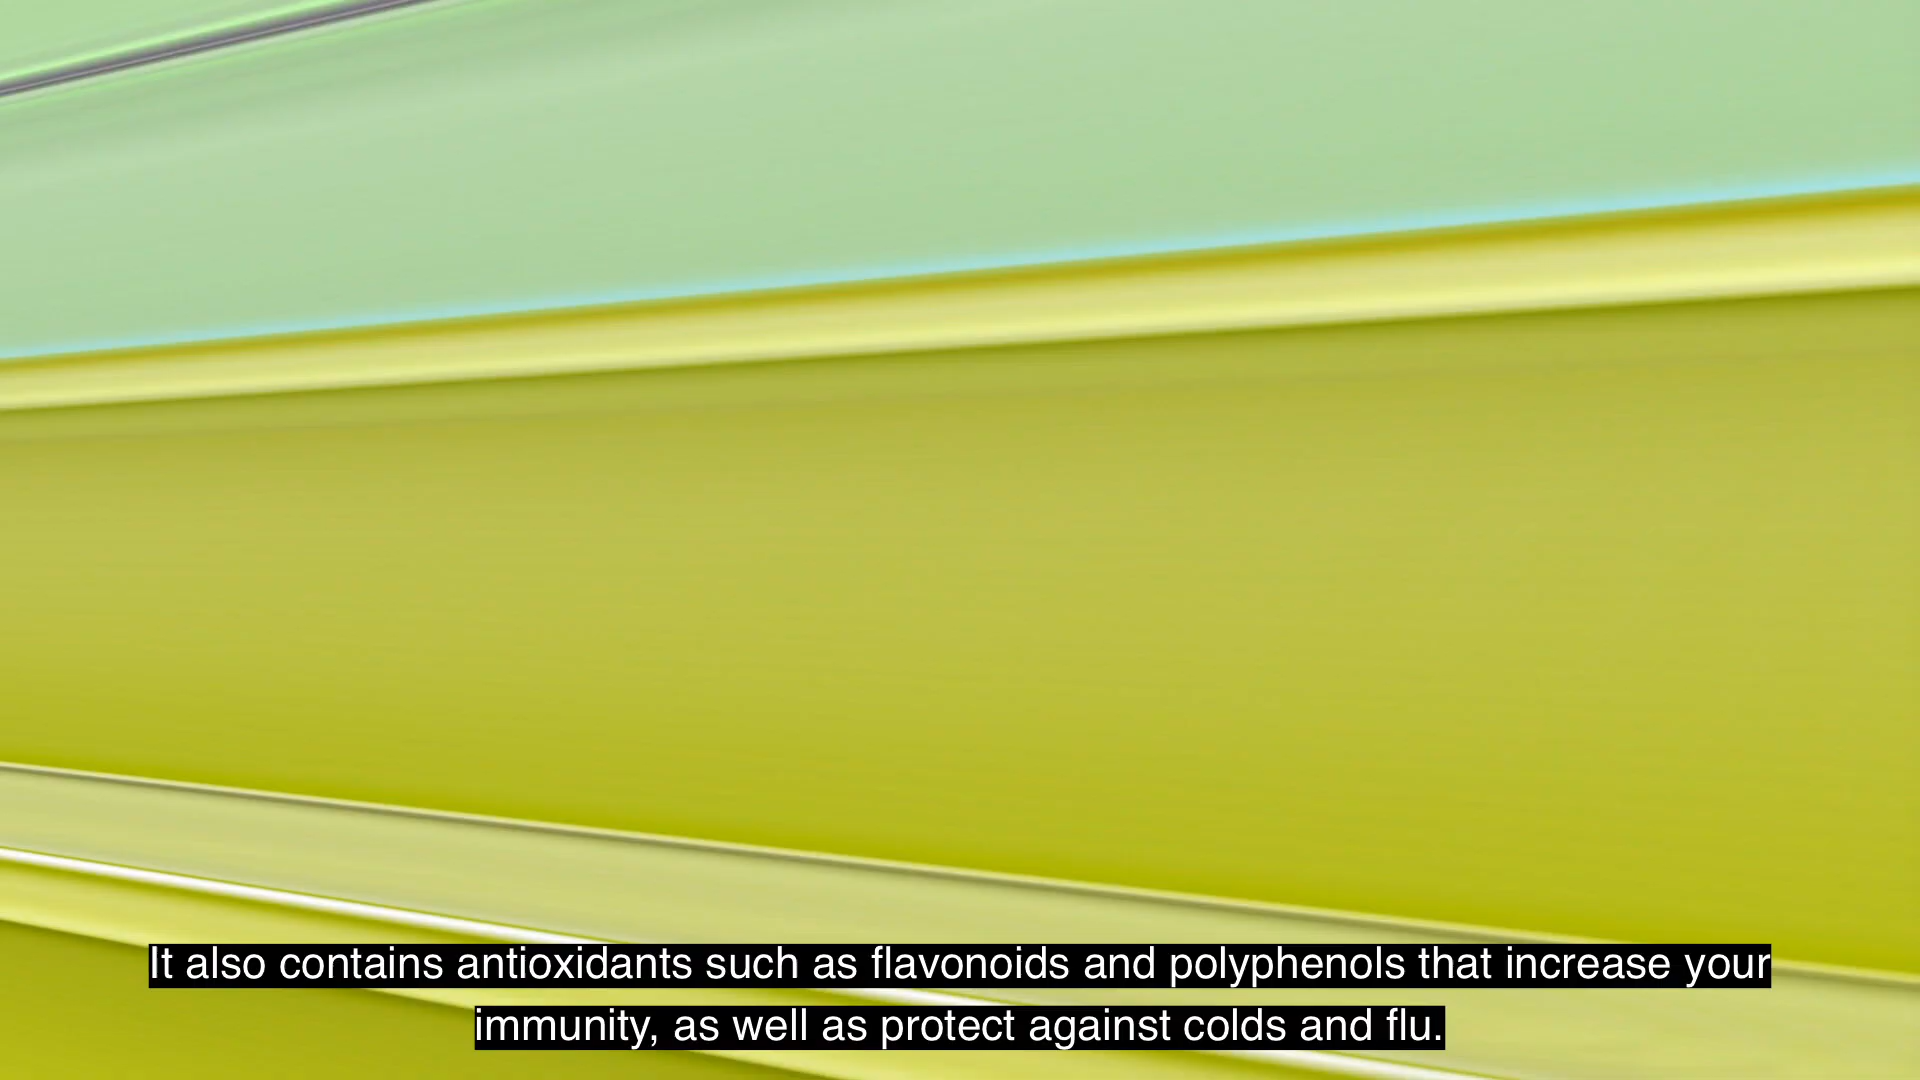 It also contains antioxidants such as flavonoids and polyphenols that increase your
immunity, as well as protect against colds and flu.